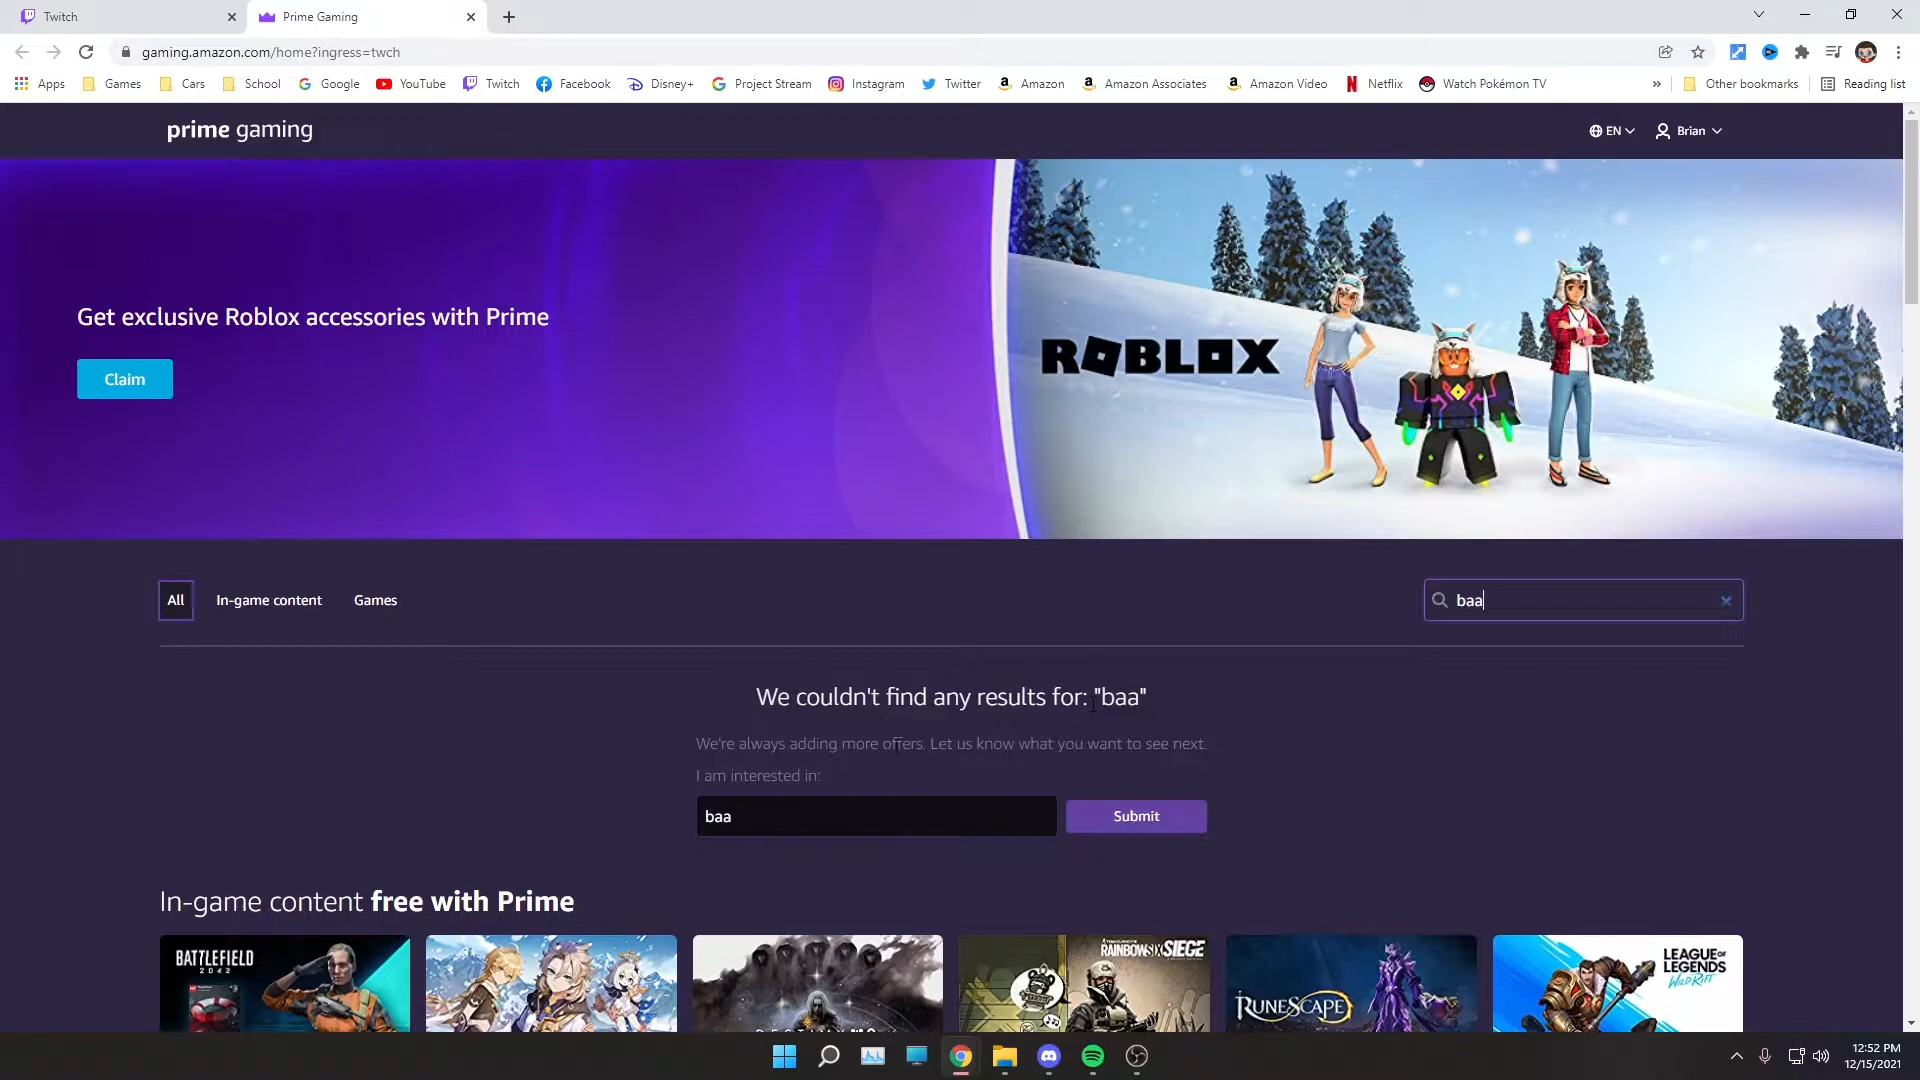 Twitch
Prime Gaming
gaming.amazon.com/home?ingress=twch
Apps Games Cars School Google YouTube Twitch Facebook Disney+ Project Stream Instagram Twitter Amazon Amazon Associates Amazon Video Netflix Watch Pokémon TV » Other bookmarks Reading list
prime gaming
EN
Brian
Get exclusive Roblox accessories with Prime
Claim
ROBLOX
All In-game content Games
baa
We couldn't find any results for: "baa"
We're always adding more offers. Let us know what you want to see next.
I am interested in:
baa
Submit
In-game content free with Prime
BATTLEFIELD
2042
RAINBOW SIX SIEGE
RUNESCAPE
LEAGUE OF
LEGENDS
WILD RIFT
12:52 PM
12/15/2021